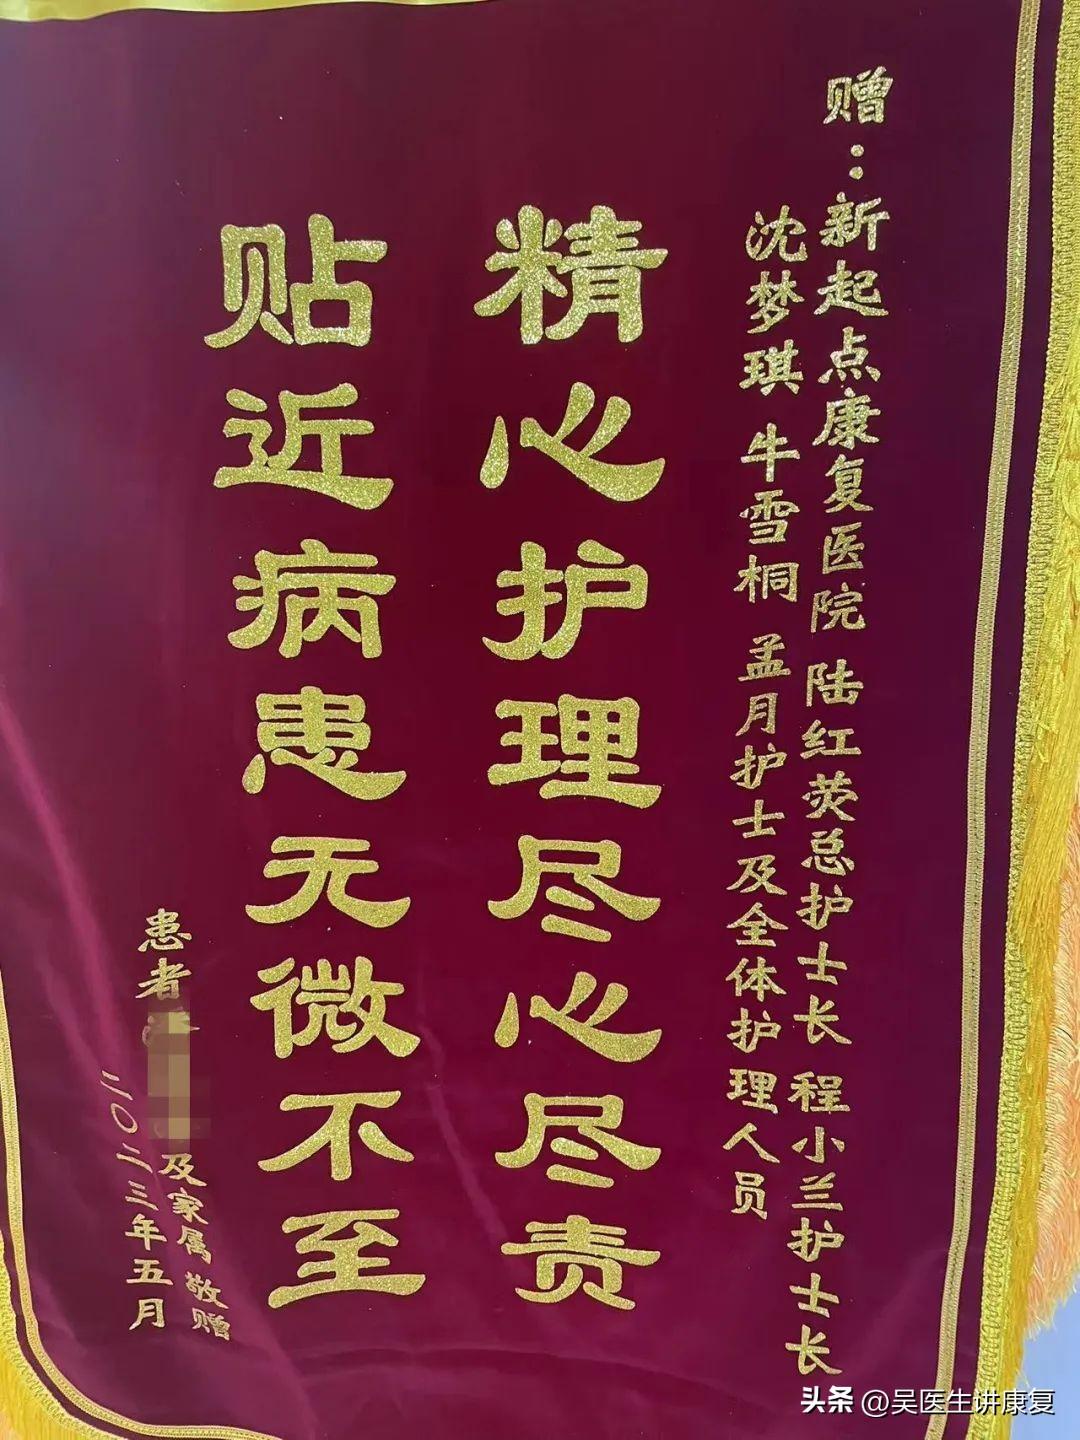 赠：新起点康复医院 陆红荧总护士长 程小兰护士长
沈梦琪 牛雪桐 孟月护士及全体护理人员
精心护理尽心尽责
贴近病患无微不至
患者
及家属 敬赠
二〇二三年五月
头条 @吴医生讲康复